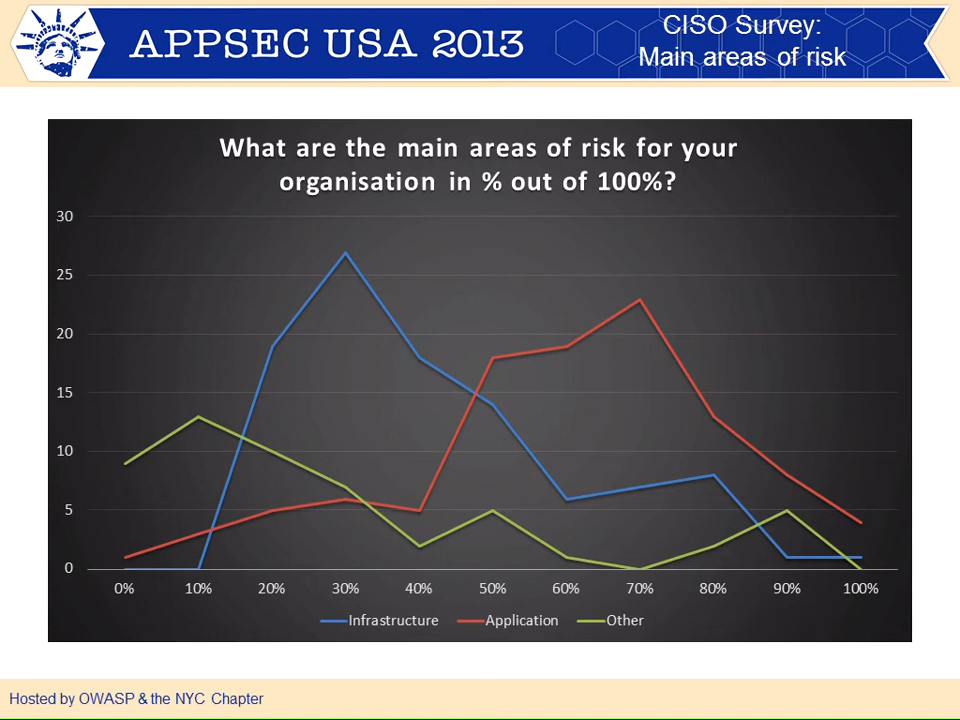 APPSEC USA 2013
CISO Survey:
Main areas of risk
What are the main areas of risk for your
organisation in % out of 100%?
30
25
20
15
10
5
0
0% 10% 20% 30% 40% 50% 60% 70% 80% 90% 100%
Infrastructure Application Other
Hosted by OWASP & the NYC Chapter